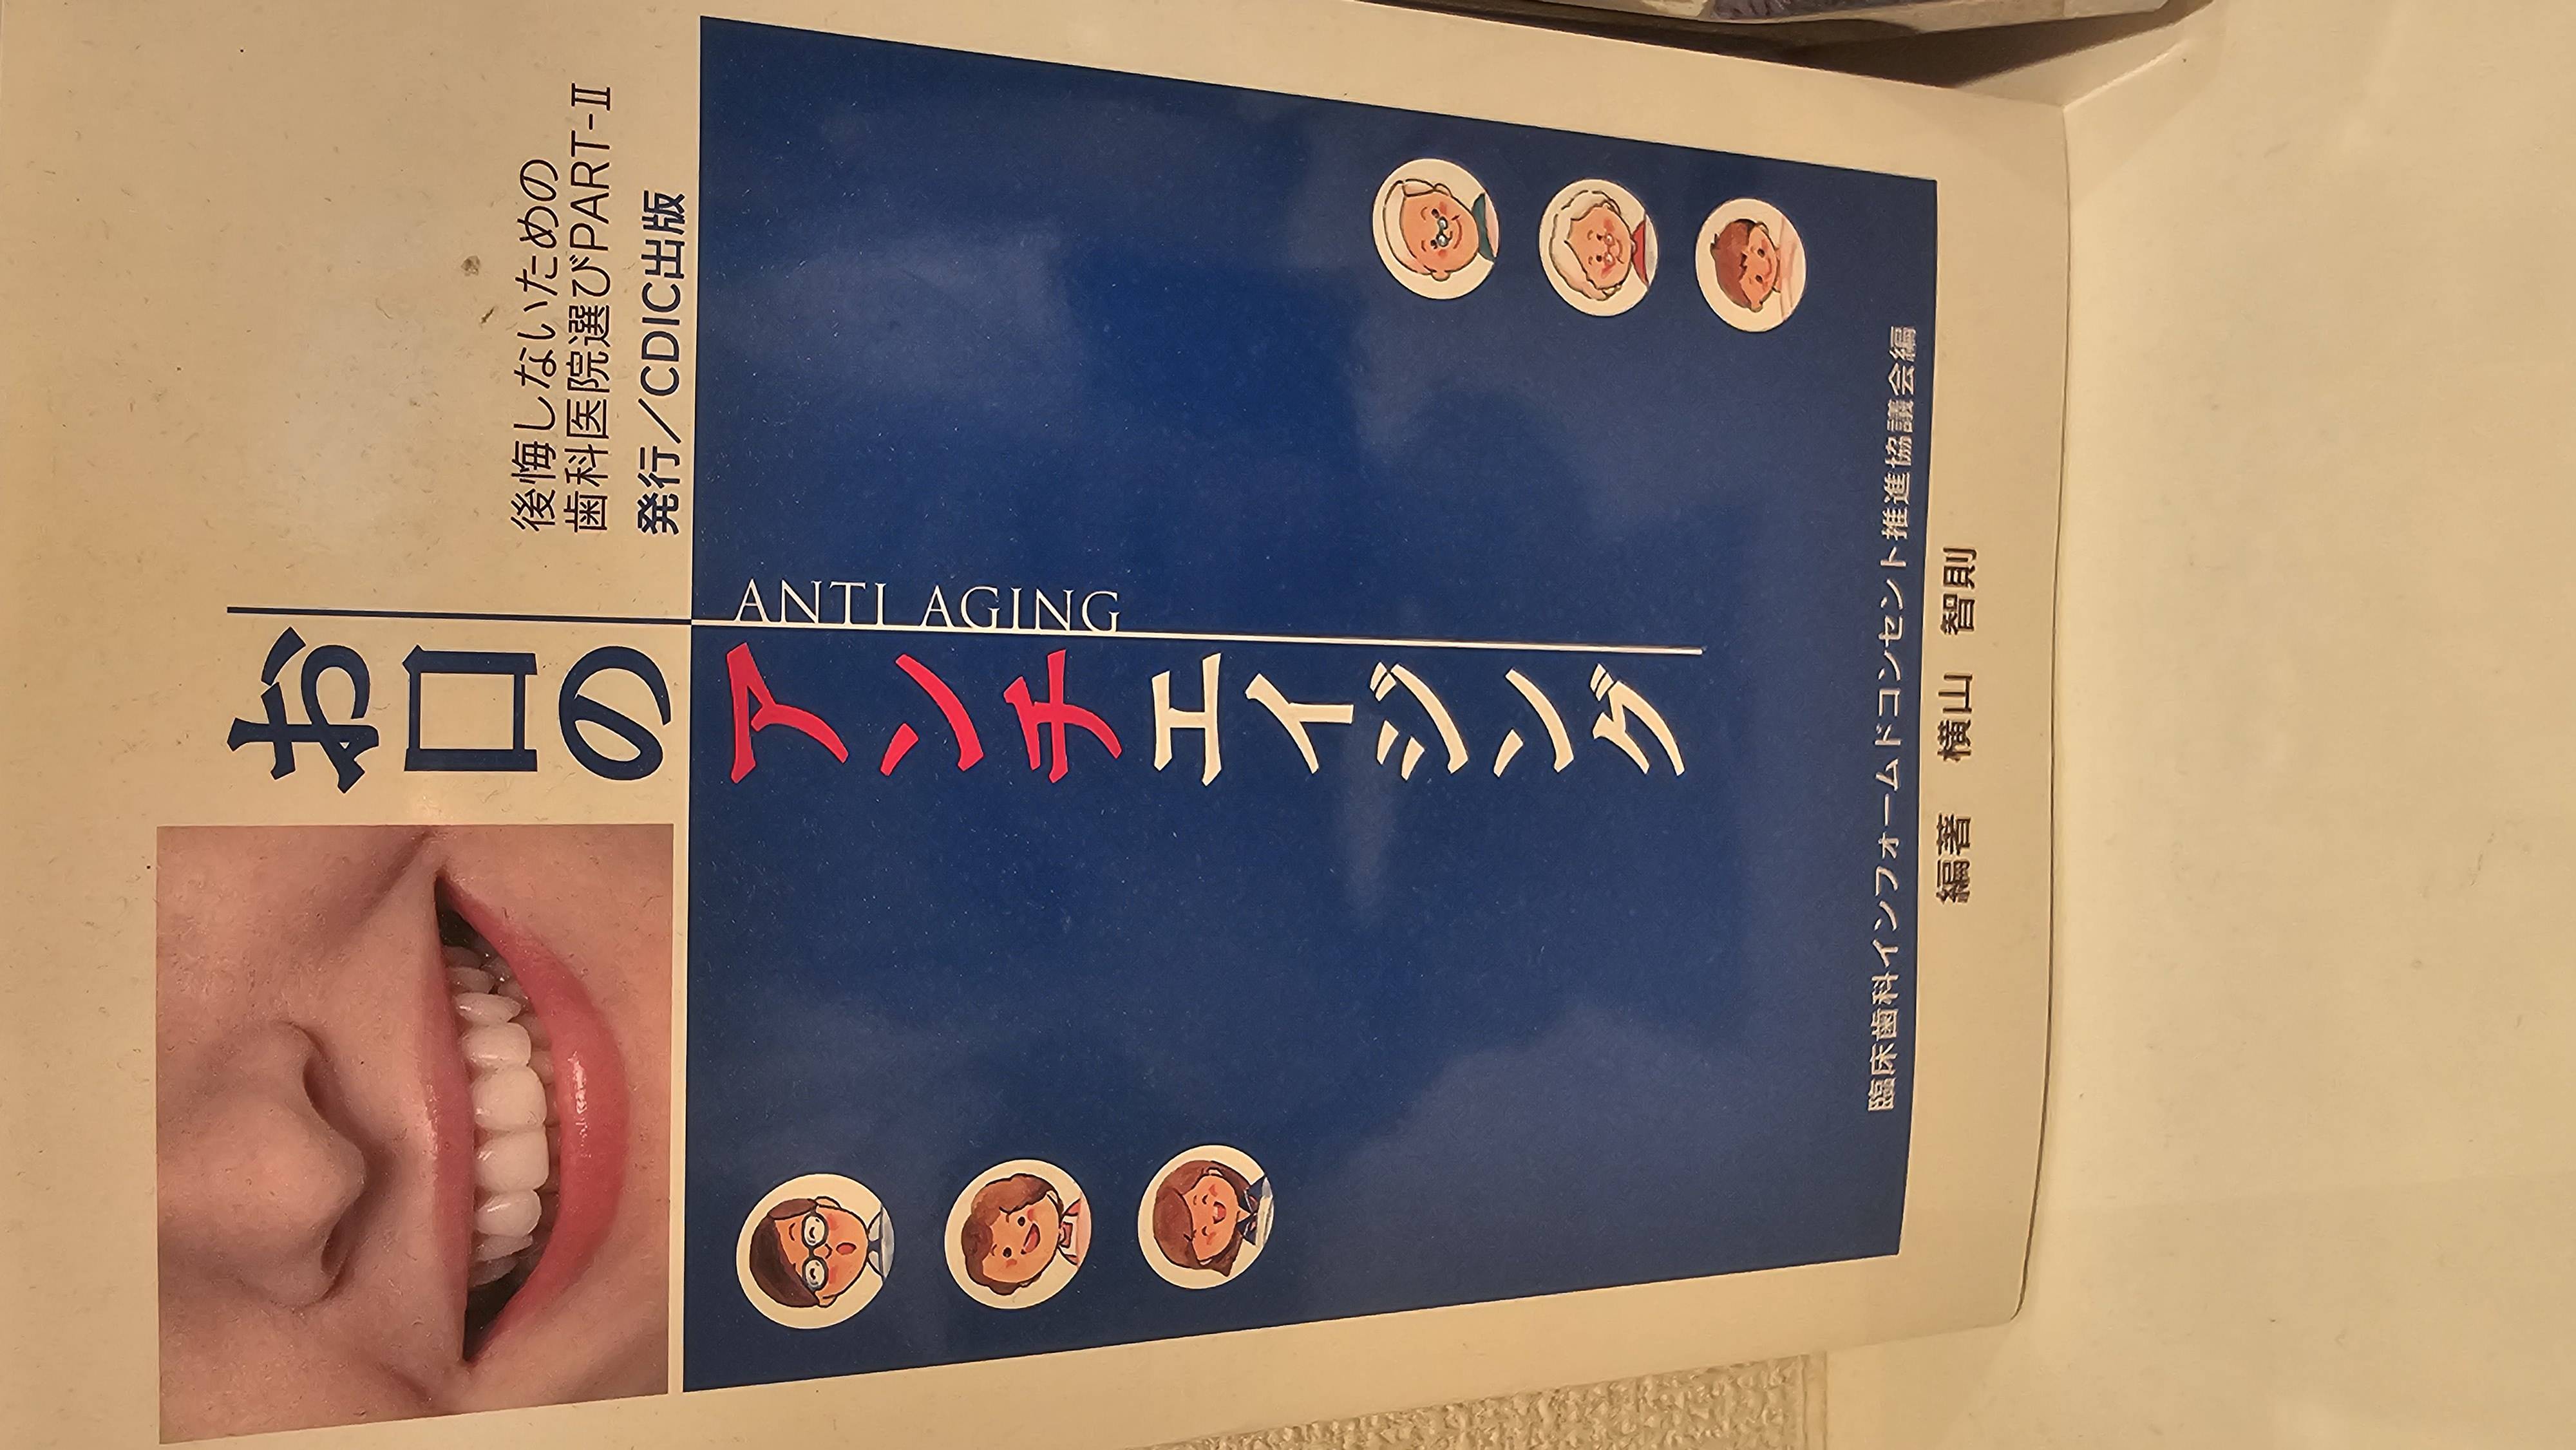 お口の
アンチエイジング
ANTI AGING
後悔しないための
歯科医院選びPART-Ⅱ
発行／CDIC出版
臨床歯科インフォームドコンセント推進協議会編
編著 横山 智則